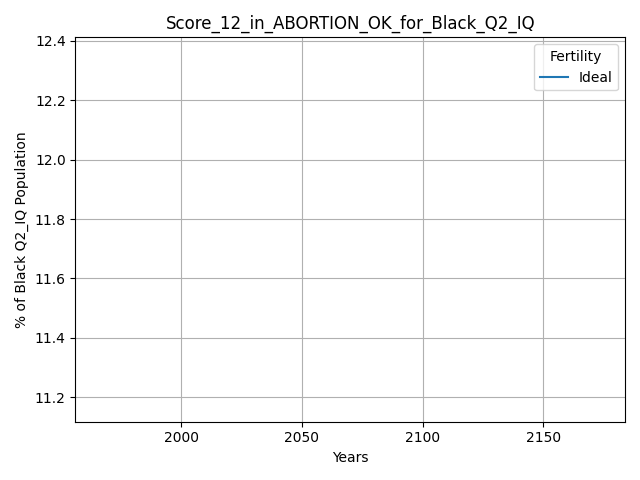 Score_12_in_ABORTION_OK_for_Black_Q2_IQ
12.4
12.2
12.0
11.8
11.6
11.4
11.2
% of Black Q2_IQ Population
Fertility
Ideal
2000
2050
2100
2150
Years